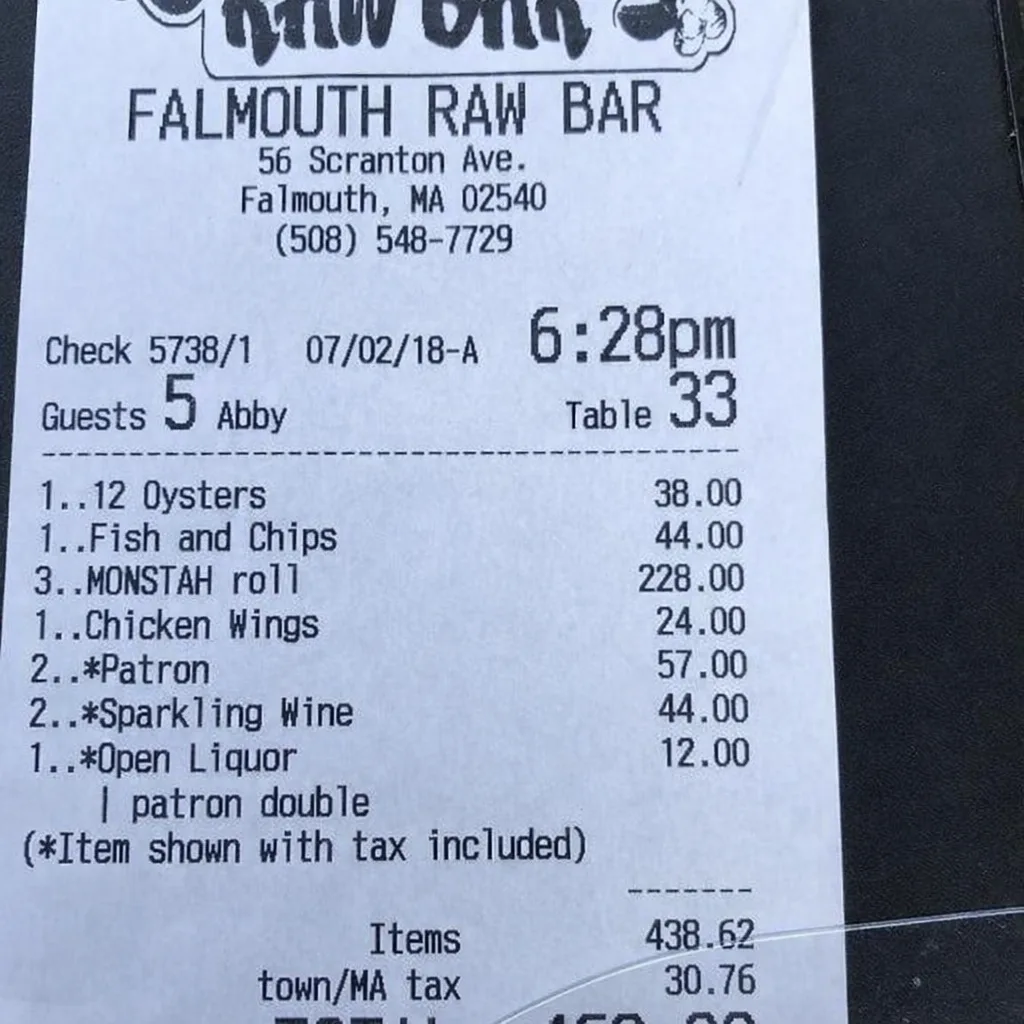 RAW BAR
FALMOUTH RAW BAR
56 Scranton Ave.
Falmouth, MA 02540
(508) 548-7729
Check 5738/1 07/02/18-A 6:28pm
Guests 5 Abby Table 33
1..12 Oysters 38.00
1..Fish and Chips 44.00
3..MONSTAH roll 228.00
1..Chicken Wings 24.00
2..*Patron 57.00
2..*Sparkling Wine 44.00
1..*Open Liquor 12.00
| patron double
(*Item shown with tax included)
Items 438.62
town/MA tax 30.76